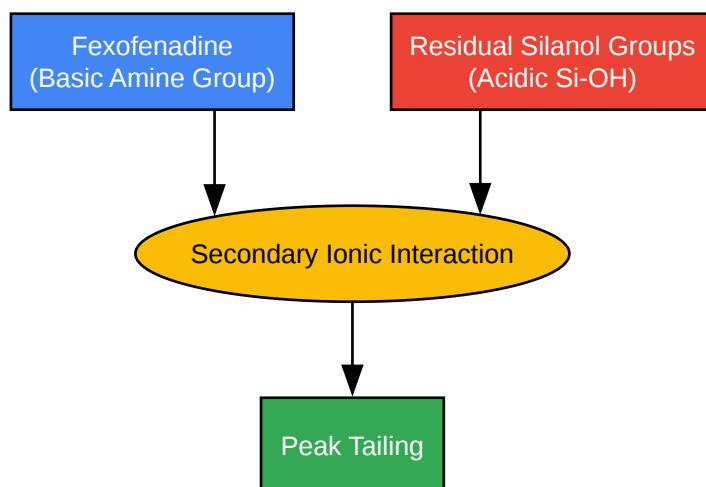 Fexofenadine
(Basic Amine Group)
Residual Silanol Groups
(Acidic Si-OH)
Secondary Ionic Interaction
Peak Tailing